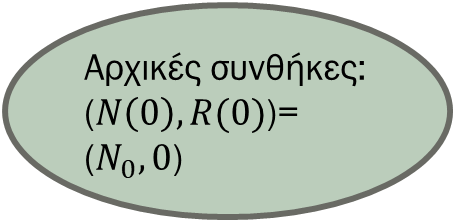 Αρχικές συνθήκες:
(N(0), R(0))=
(N₀, 0)